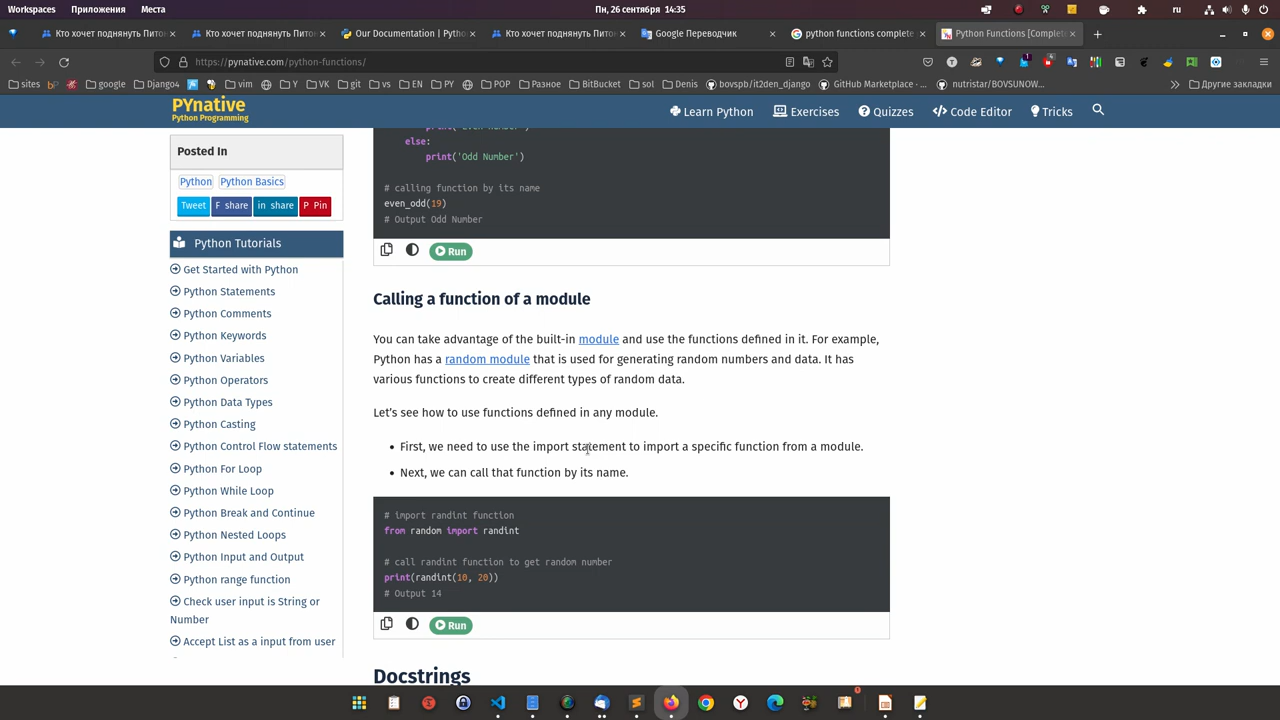 Workspaces Приложения Места Пн, 26 сентября 14:35 ru
Кто хочет поднянуть Пито Кто хочет поднянуть Пито Our Documentation | Pytho Кто хочет поднянуть Пито Google Переводчик python functions complete Python Functions [Complet
https://pynative.com/python-functions/
sites bp google Django4 vim Y VK git vs EN PY POP Разное BitBucket sol Denis bovspb/it2den_django GitHub Marketplace · ... nutristar/BOVSUNOW... Другие закладки
PYnative
Python Programming
Learn Python Exercises Quizzes Code Editor Tricks
Posted In
Python Python Basics
Tweet F share in share P Pin
Python Tutorials
Get Started with Python
Python Statements
Python Comments
Python Keywords
Python Variables
Python Operators
Python Data Types
Python Casting
Python Control Flow statements
Python For Loop
Python While Loop
Python Break and Continue
Python Nested Loops
Python Input and Output
Python range function
Check user input is String or
Number
Accept List as a input from user
else:
print('Odd Number')
# calling function by its name
even_odd(19)
# Output Odd Number
Run
Calling a function of a module
You can take advantage of the built-in module and use the functions defined in it. For example,
Python has a random module that is used for generating random numbers and data. It has
various functions to create different types of random data.
Let's see how to use functions defined in any module.
• First, we need to use the import statement to import a specific function from a module.
• Next, we can call that function by its name.
# import randint function
from random import randint
# call randint function to get random number
print(randint(10, 20))
# Output 14
Run
Docstrings